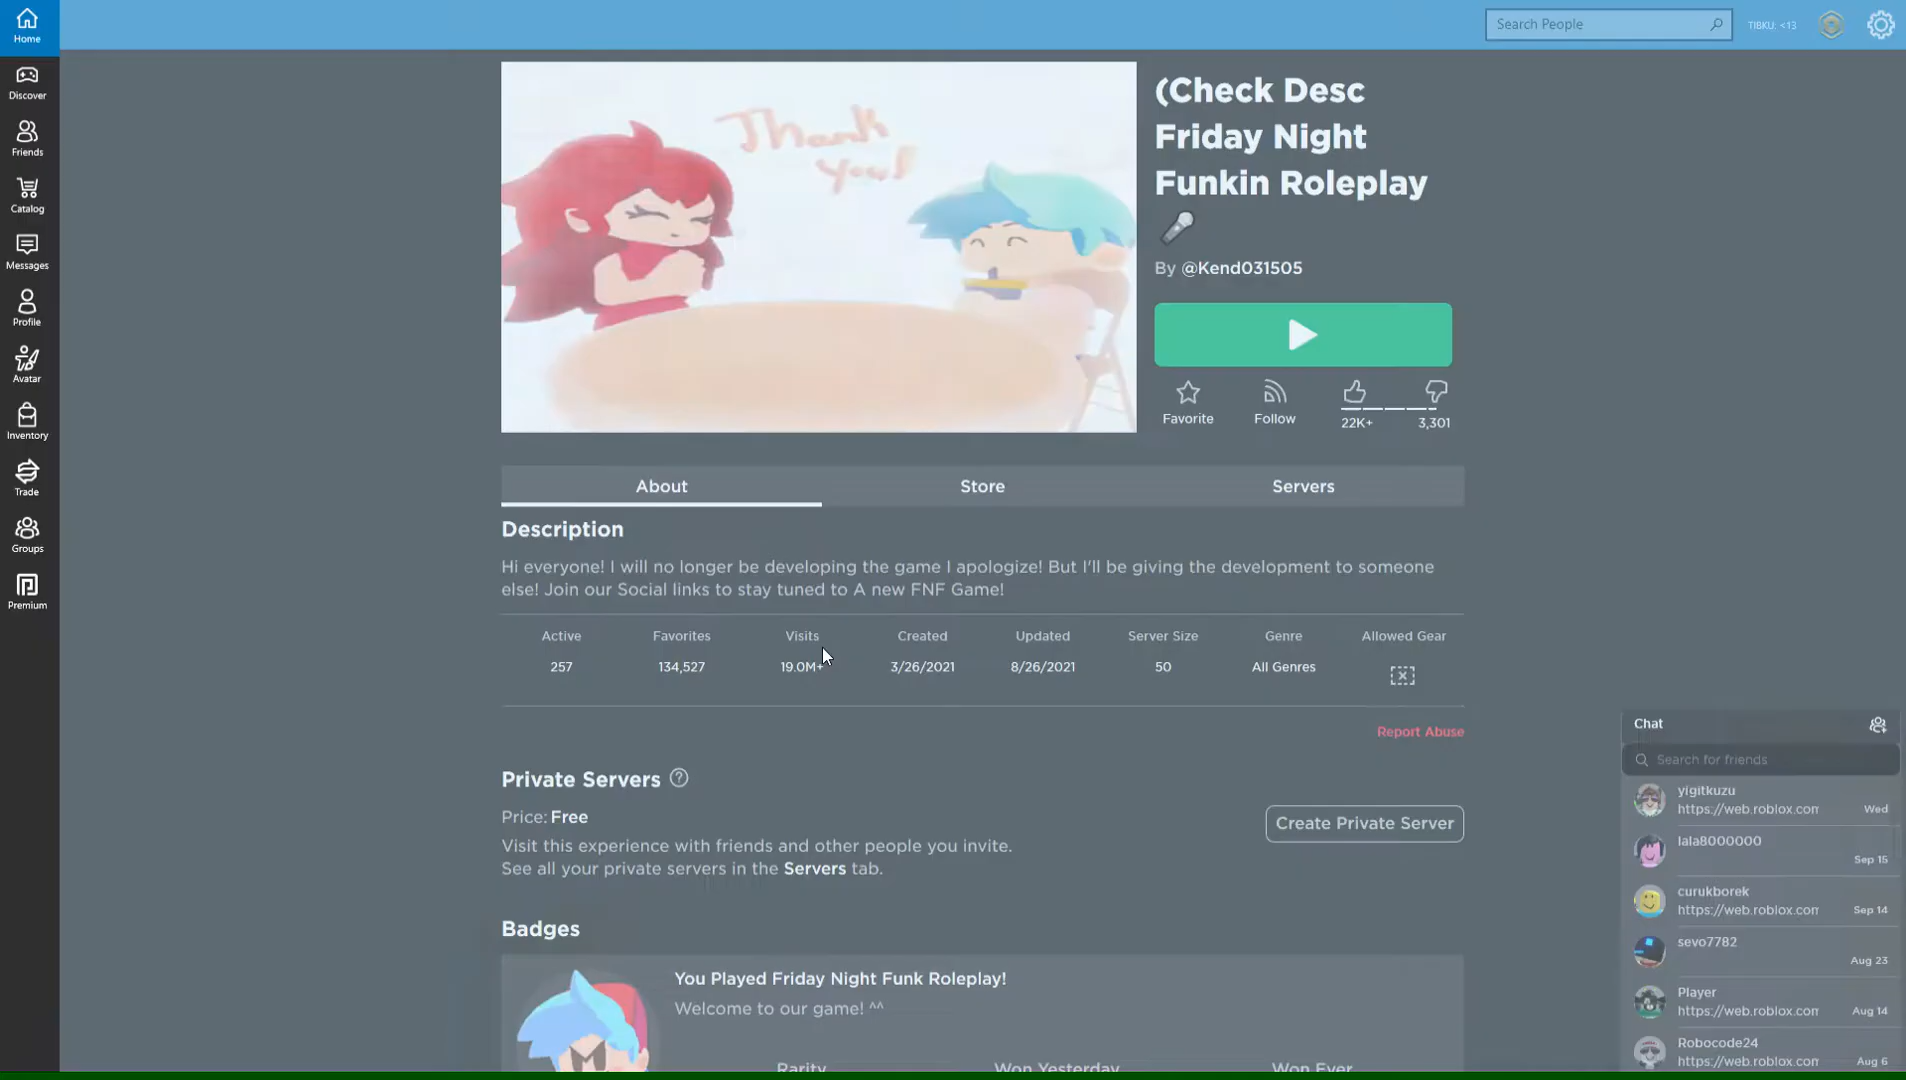 Home
Discover
Friends
Catalog
Messages
Profile
Avatar
Inventory
Trade
Groups
Premium
Search People
TIBKU: <13
Thank
you!
(Check Desc
Friday Night
Funkin Roleplay
By @Kend031505
Favorite
Follow
22K+
3,301
About
Store
Servers
Description
Hi everyone! I will no longer be developing the game I apologize! But I'll be giving the development to someone
else! Join our Social links to stay tuned to A new FNF Game!
Active Favorites Visits Created Updated Server Size Genre Allowed Gear
257 134,527 19.0M+ 3/26/2021 8/26/2021 50 All Genres
Report Abuse
Private Servers
Price: Free
Create Private Server
Visit this experience with friends and other people you invite.
See all your private servers in the Servers tab.
Badges
You Played Friday Night Funk Roleplay!
Welcome to our game! ^^
Rarity Won Yesterday Won Ever
Chat
Search for friends
yigitkuzu
https://web.roblox.com Wed
lala8000000
Sep 15
curukborek
https://web.roblox.com Sep 14
sevo7782
Aug 23
Player
https://web.roblox.com Aug 14
Robocode24
https://web.roblox.com Aug 6